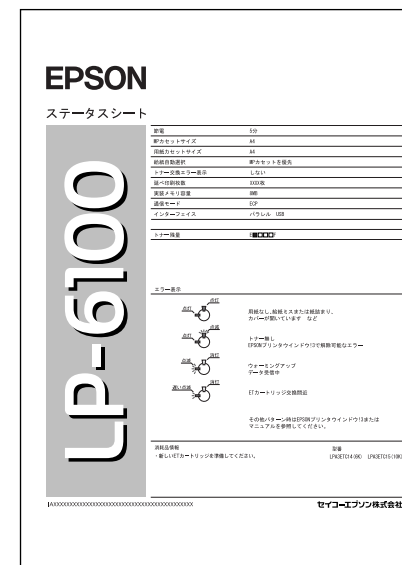 EPSON
ステータスシート
LP-6100
節電 5分
MPカセットサイズ A4
用紙カセットサイズ A4
給紙自動選択 MPカセットを優先
トナー交換エラー表示 しない
延べ印刷枚数 XXXX枚
実装メモリ容量 8MB
通信モード ECP
インターフェイス パラレル USB
トナー残量 E■□□□F
エラー表示
点灯 点灯
用紙なし、給紙ミスまたは紙詰まり、
カバーが開いています など
点灯 点滅
トナー無し
EPSONプリンタウインドウ!3で解除可能なエラー
点滅 消灯
ウォーミングアップ
データ受信中
遅い点滅 消灯
ETカートリッジ交換間近
その他パターン時はEPSONプリンタウインドウ!3または
マニュアルを参照してください。
消耗品情報 型番
・新しいETカートリッジを準備してください。 LPA3ETC14(6K) LPA3ETC15(10K)
セイコーエプソン株式会社